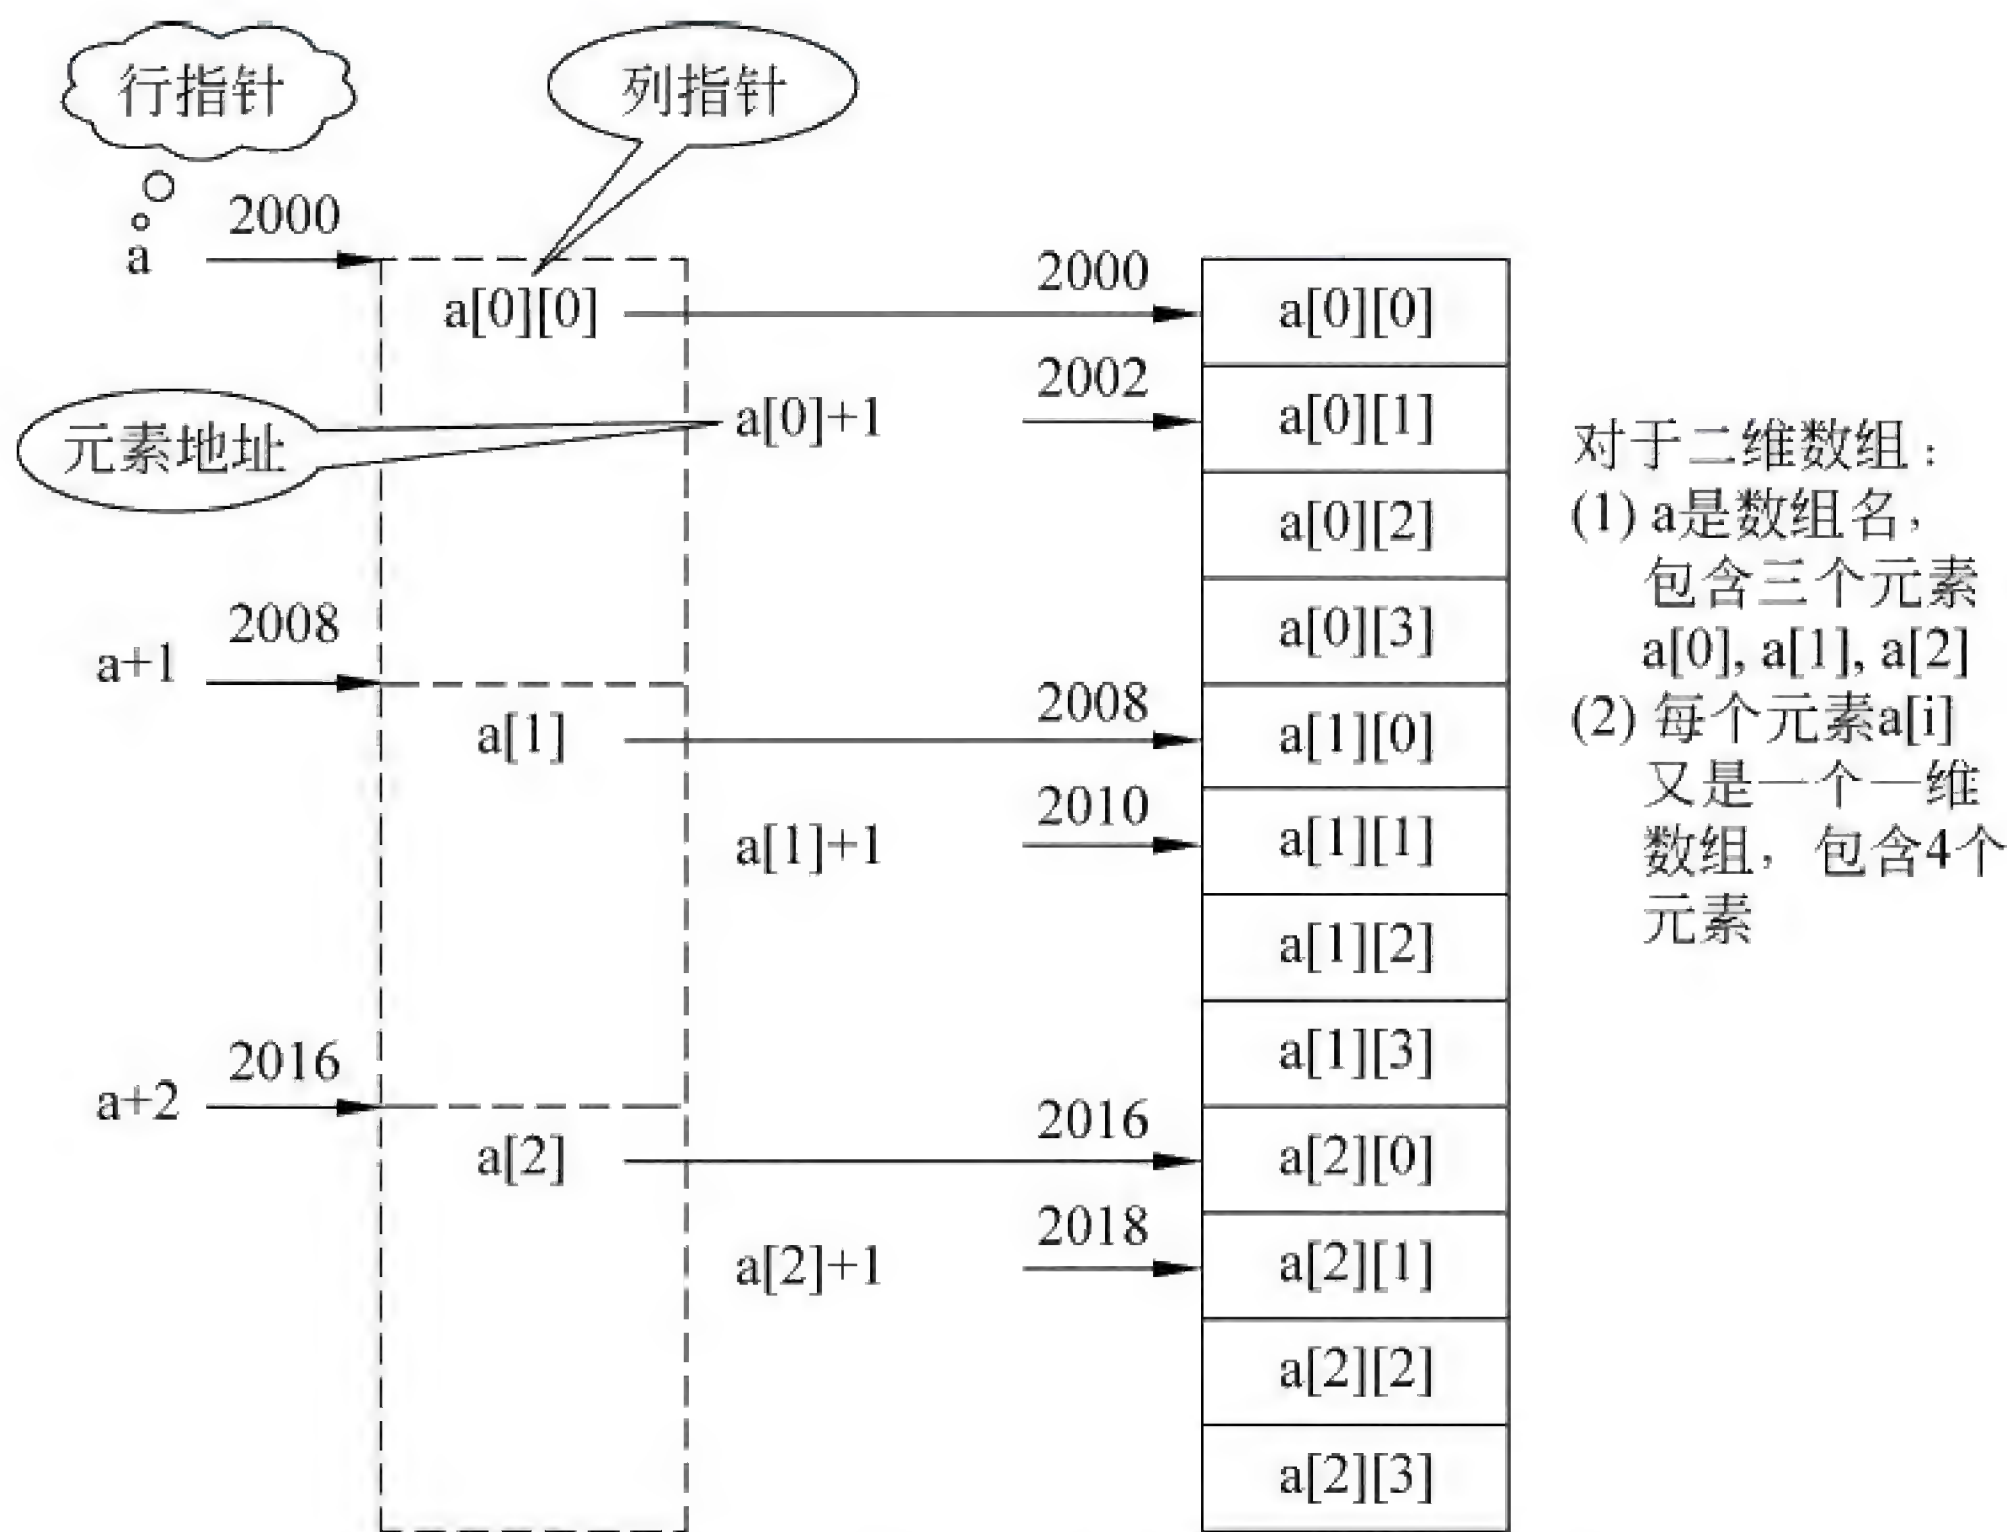 行指针
列指针
2000
a
a[0][0]
2000
a[0][0]
元素地址
a[0]+1
2002
a[0][1]
a[0][2]
a[0][3]
2008
a+1
a[1]
2008
a[1][0]
a[1]+1
2010
a[1][1]
a[1][2]
a[1][3]
2016
a+2
a[2]
2016
a[2][0]
a[2]+1
2018
a[2][1]
a[2][2]
a[2][3]
对于二维数组：
(1) a是数组名，
包含三个元素
a[0], a[1], a[2]
(2) 每个元素a[i]
又是一个一维
数组，包含4个
元素